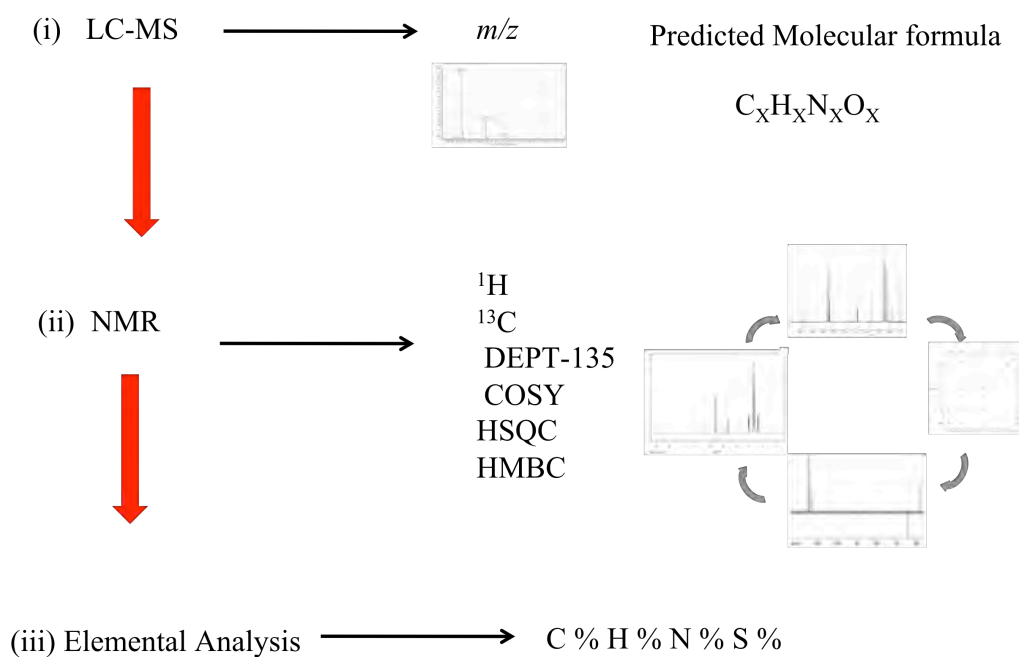 (i) LC-MS m/z Predicted Molecular formula
CXHXNXOX
(ii) NMR
¹H
¹³C
DEPT-135
COSY
HSQC
HMBC
(iii) Elemental Analysis C % H % N % S %